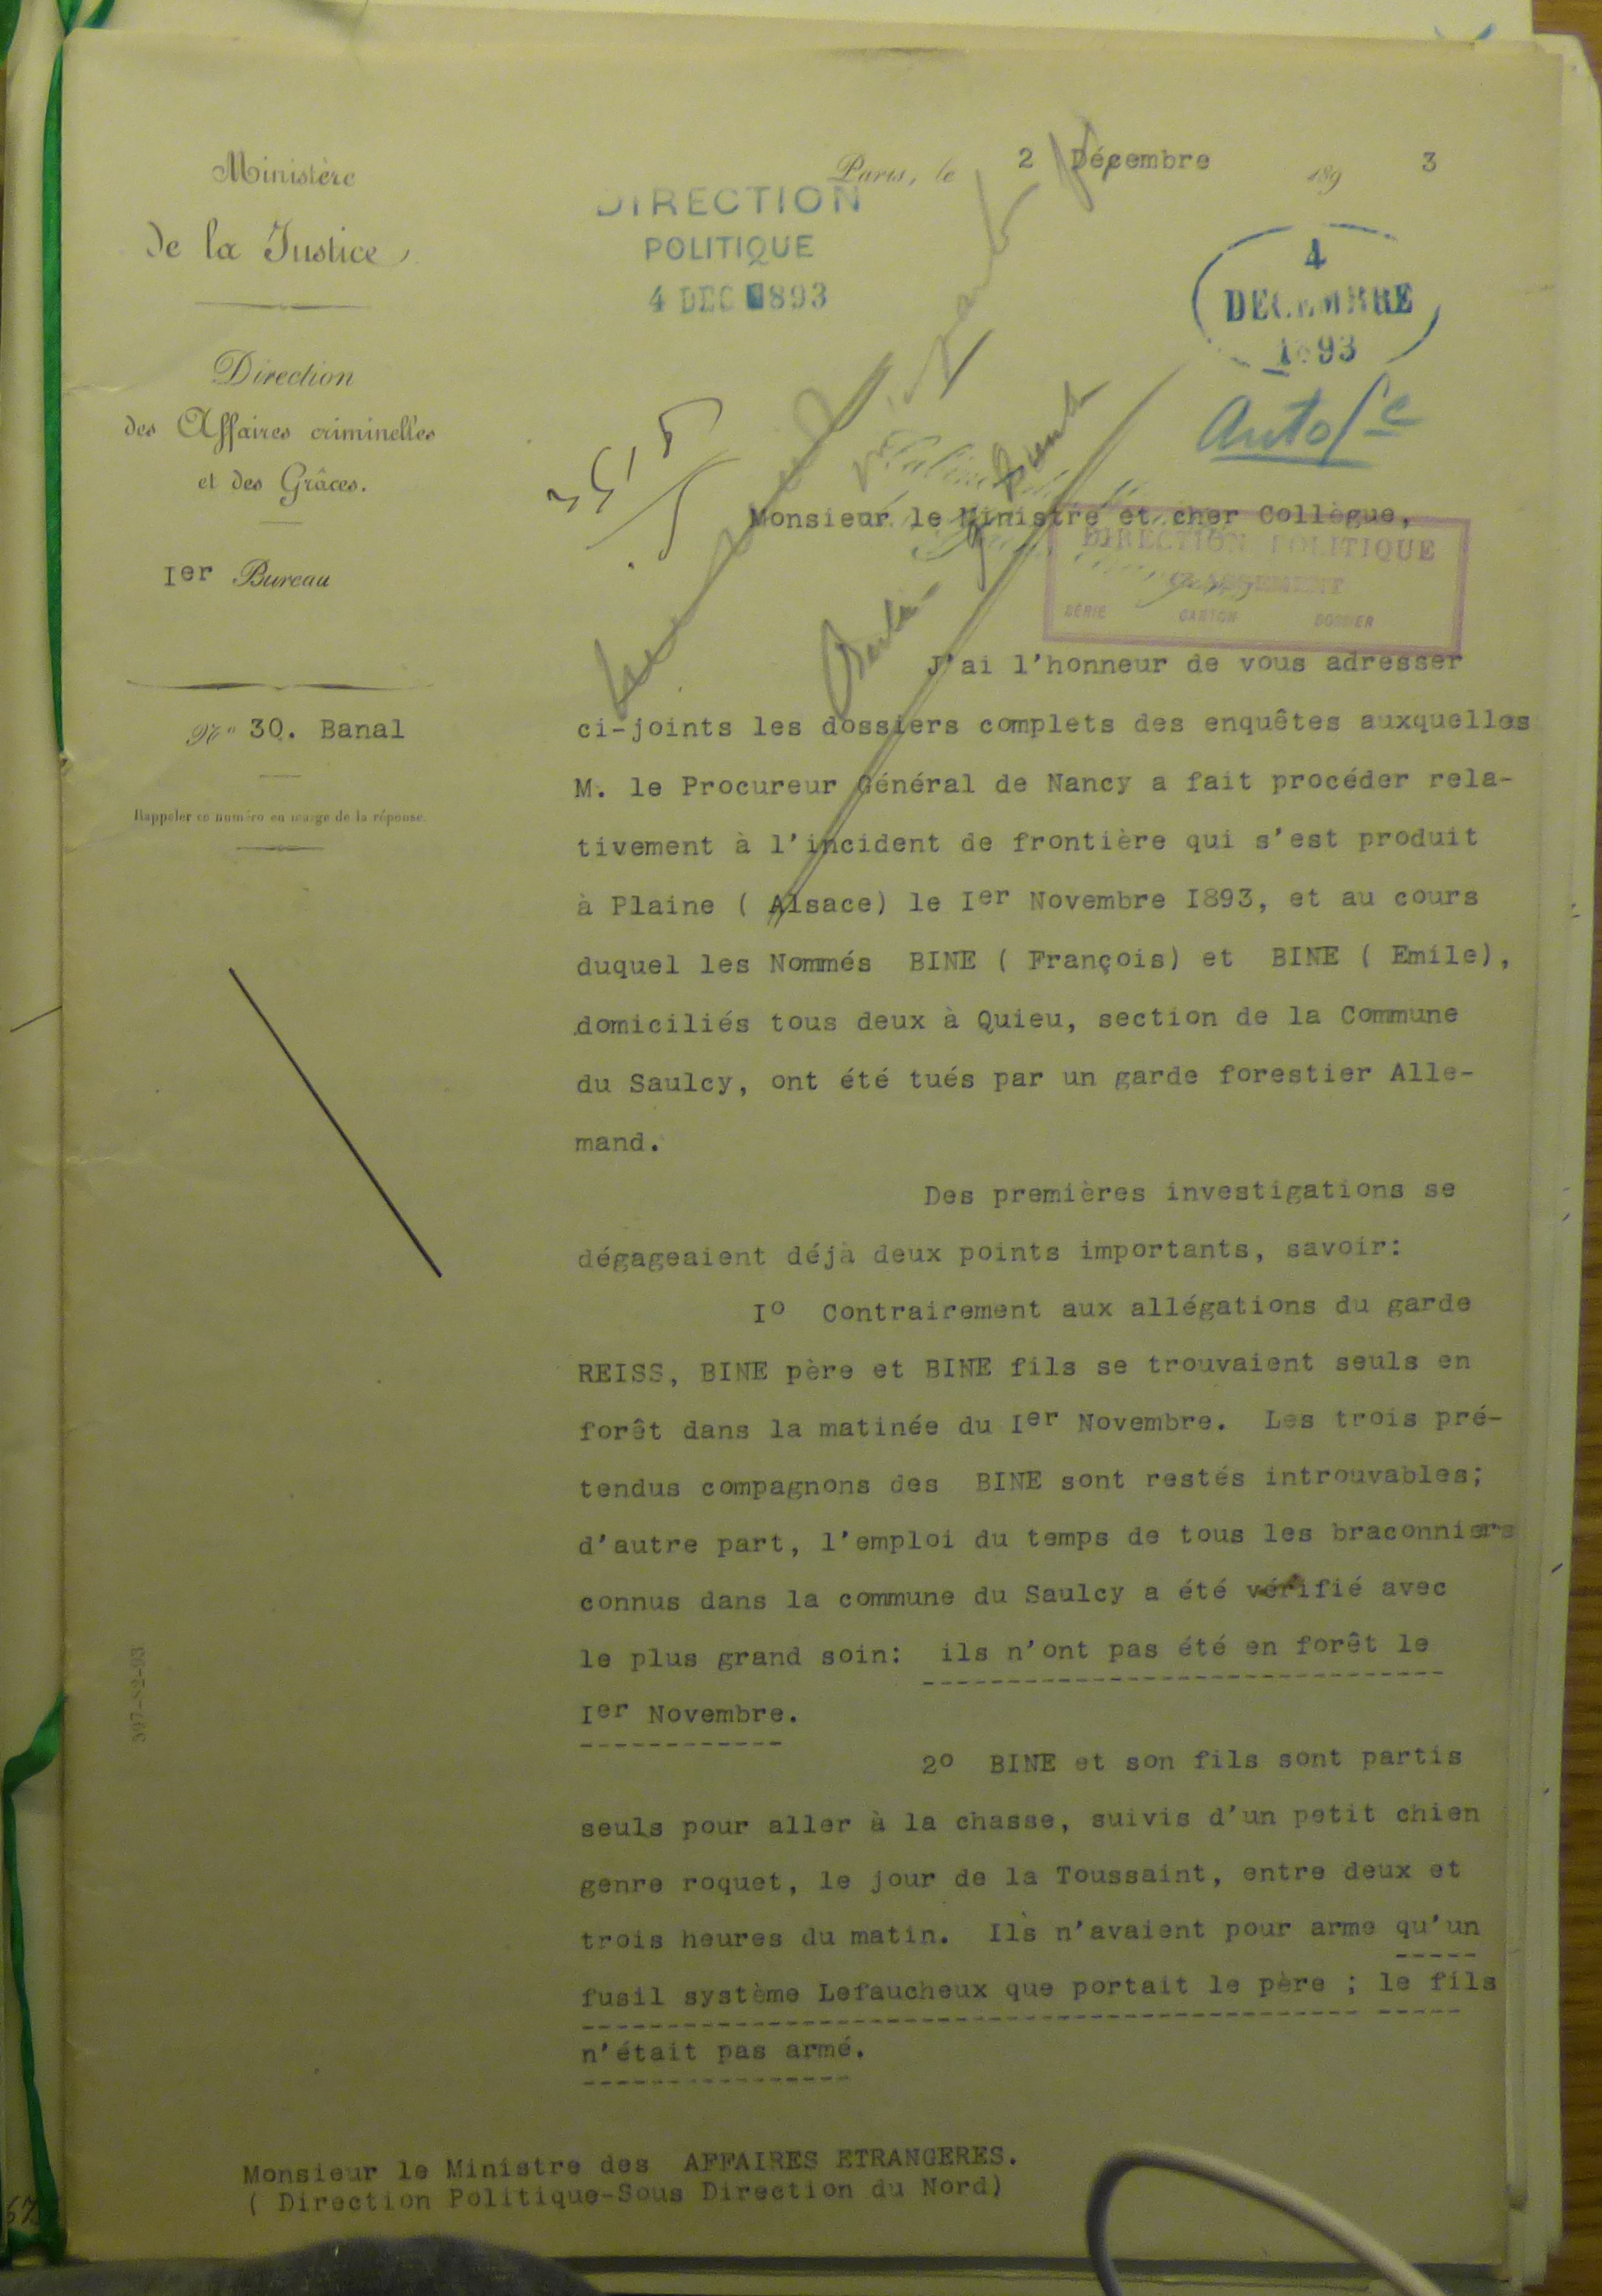 Ministère
de la Justice
Direction
des Affaires criminelles
et des Grâces.
Ier Bureau
No 30. Banal
Rappeler ce numéro en marge de la réponse.
Paris, le 2 Décembre 189 3
DIRECTION
POLITIQUE
4 DEC 1893
4
DECEMBRE
1893
Monsieur le Ministre et cher Collègue,
DIRECTION POLITIQUE
CLASSEMENT
SÉRIE CARTON DOSSIER
J'ai l'honneur de vous adresser
ci-joints les dossiers complets des enquêtes auxquelles
M. le Procureur Général de Nancy a fait procéder rela-
tivement à l'incident de frontière qui s'est produit
à Plaine ( Alsace) le Ier Novembre I893, et au cours
duquel les Nommés BINE ( François) et BINE ( Emile),
domiciliés tous deux à Quieu, section de la Commune
du Saulcy, ont été tués par un garde forestier Alle-
mand.
Des premières investigations se
dégageaient déjà deux points importants, savoir:
Iº Contrairement aux allégations du garde
REISS, BINE père et BINE fils se trouvaient seuls en
forêt dans la matinée du Ier Novembre. Les trois pré-
tendus compagnons des BINE sont restés introuvables;
d'autre part, l'emploi du temps de tous les braconniers
connus dans la commune du Saulcy a été vérifié avec
le plus grand soin: ils n'ont pas été en forêt le
Ier Novembre.
2º BINE et son fils sont partis
seuls pour aller à la chasse, suivis d'un petit chien
genre roquet, le jour de la Toussaint, entre deux et
trois heures du matin. Ils n'avaient pour arme qu'un
fusil système Lefaucheux que portait le père ; le fils
n'était pas armé.
Monsieur le Ministre des AFFAIRES ETRANGERES.
( Direction Politique-Sous Direction du Nord)